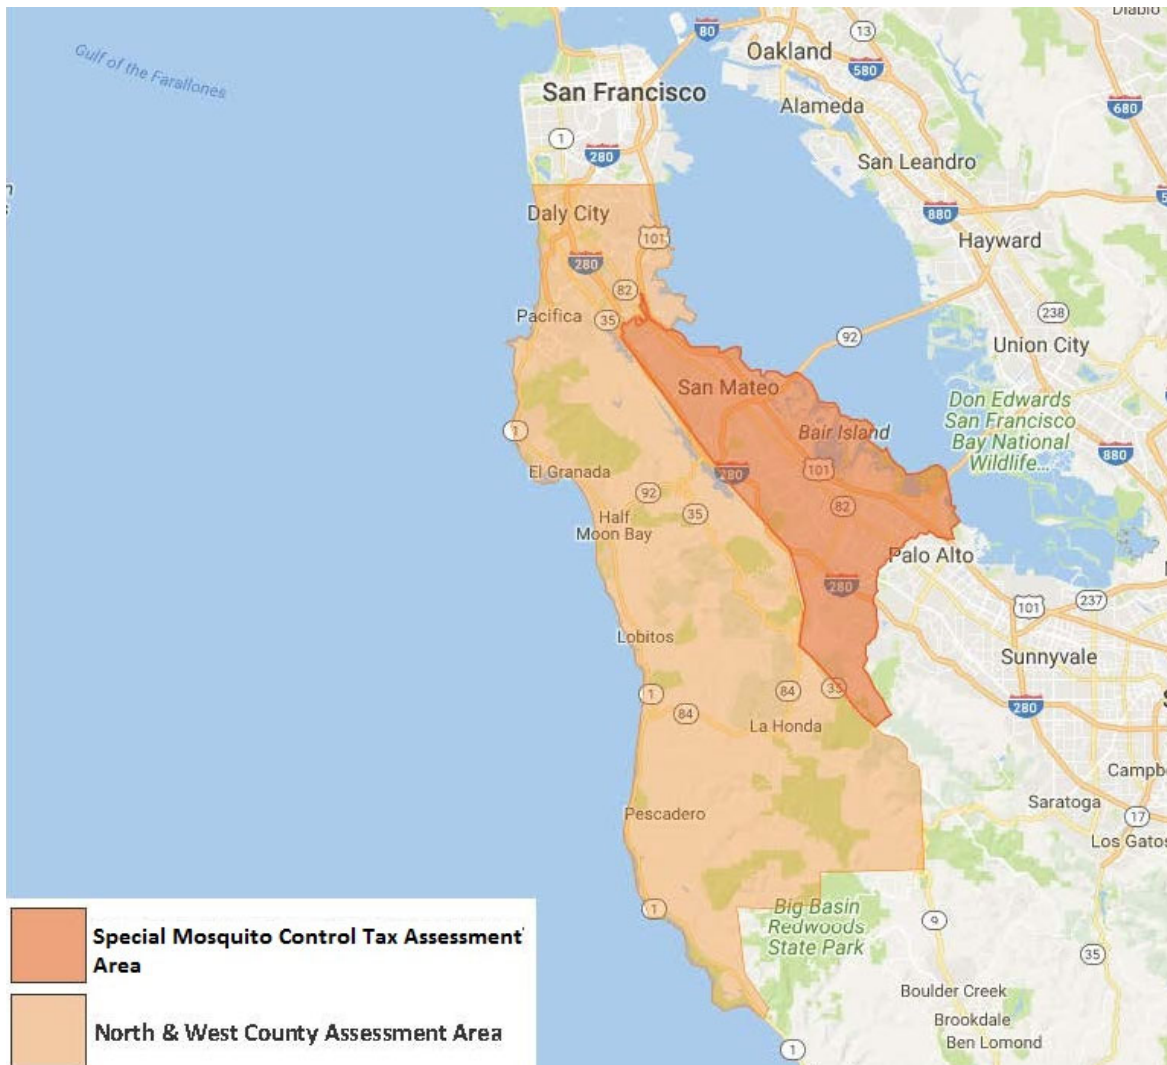 Diablo
80
13
Gulf of the Farallones
Oakland
580
San Francisco
Alameda
680
1
280
San Leandro
Daly City
880
101
Hayward
280
82
Pacifica
35
238
92
Union City
San Mateo
Don Edwards
San Francisco
Bay National
Wildlife...
Bair Island
1
880
El Granada
280
101
92
82
35
Half
Moon Bay
Palo Alto
280
101
237
Lobitos
Sunnyvale
1
84
35
84
280
La Honda
Campb
Pescadero
Saratoga
17
Los Gatos
1
Big Basin
Redwoods
State Park
9
35
Special Mosquito Control Tax Assessment
Area
Boulder Creek
Brookdale
North & West County Assessment Area
Ben Lomond
1